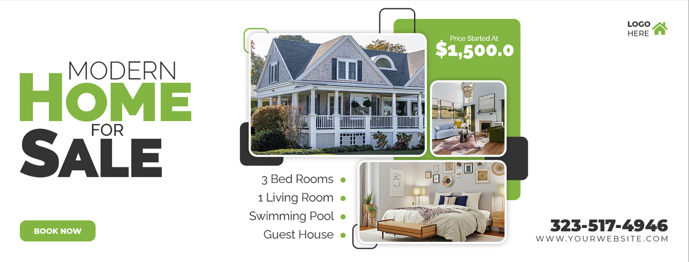 MODERN
HOME
FOR
SALE
BOOK NOW
Price Started At
$1,500.0
3 Bed Rooms
1 Living Room
Swimming Pool
Guest House
LOGO
HERE
323-517-4946
WWW.YOURWEBSITE.COM